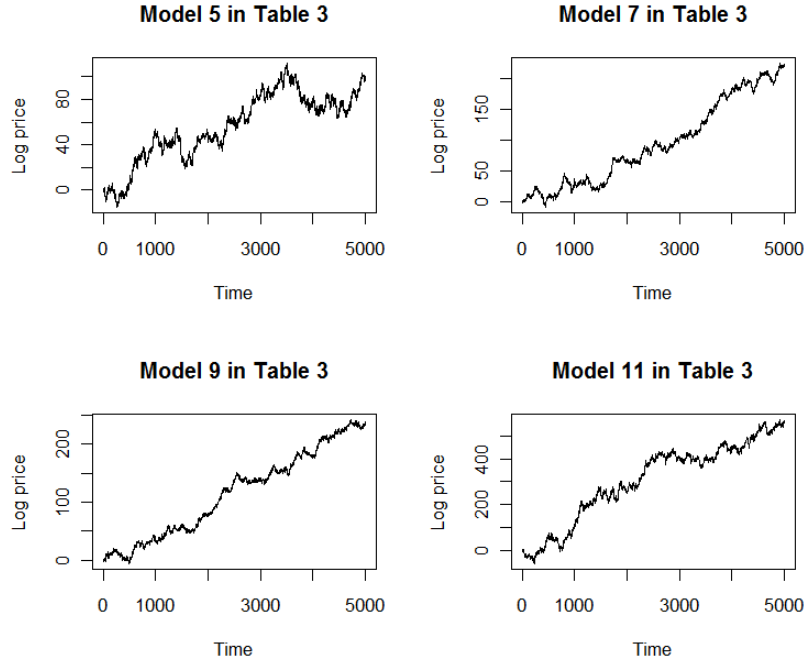 Model 5 in Table 3
Log price
0 40 80
0 1000 3000 5000
Time
Model 7 in Table 3
Log price
0 50 150
0 1000 3000 5000
Time
Model 9 in Table 3
Log price
0 100 200
0 1000 3000 5000
Time
Model 11 in Table 3
Log price
0 200 400
0 1000 3000 5000
Time